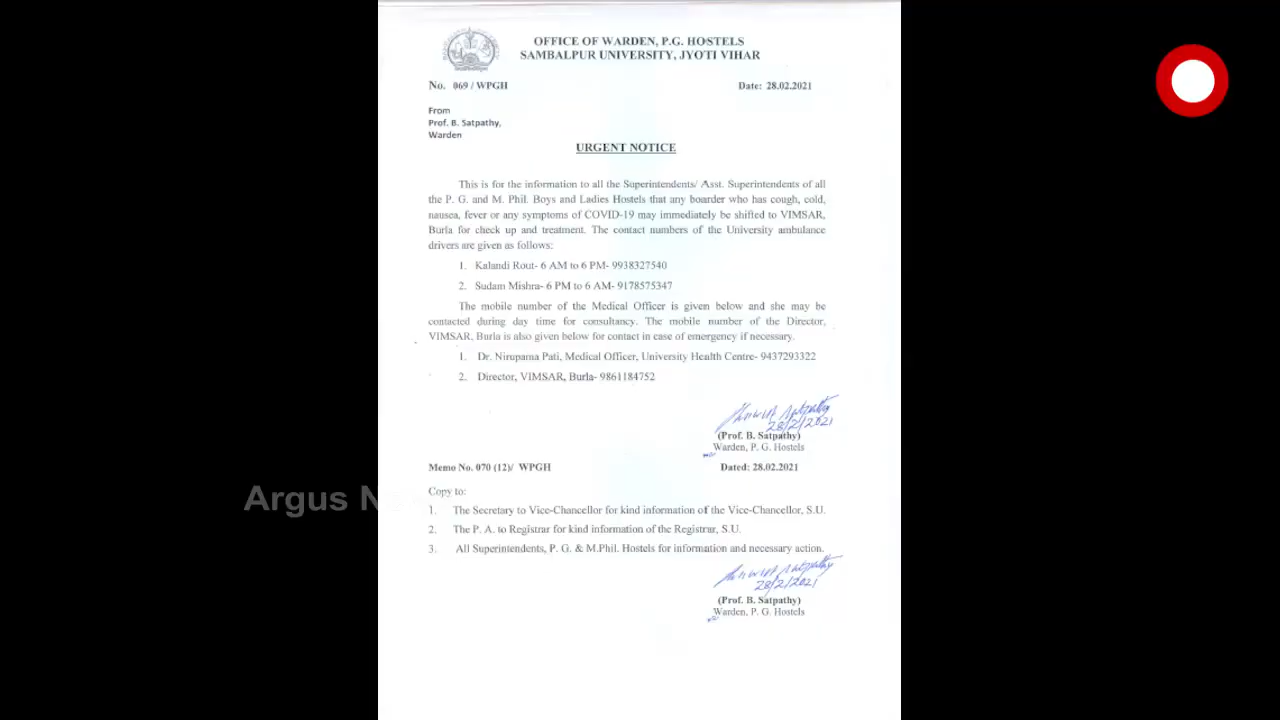 OFFICE OF WARDEN, P.G. HOSTELS
SAMBALPUR UNIVERSITY, JYOTI VIHAR
No. 069 / WPGH Date: 28.02.2021
From
Prof. B. Satpathy,
Warden
URGENT NOTICE
This is for the information to all the Superintendents/ Asst. Superintendents of all
the P. G. and M. Phil. Boys and Ladies Hostels that any boarder who has cough, cold,
nausea, fever or any symptoms of COVID-19 may immediately be shifted to VIMSAR,
Burla for check up and treatment. The contact numbers of the University ambulance
drivers are given as follows:
1. Kalandi Rout- 6 AM to 6 PM- 9938327540
2. Sudam Mishra- 6 PM to 6 AM- 9178575347
The mobile number of the Medical Officer is given below and she may be
contacted during day time for consultancy. The mobile number of the Director,
VIMSAR, Burla is also given below for contact in case of emergency if necessary.
1. Dr. Nirupama Pati, Medical Officer, University Health Centre- 9437293322
2. Director, VIMSAR, Burla- 9861184752
Satpathy
28/2/2021
(Prof. B. Satpathy)
Warden, P. G. Hostels
Memo No. 070 (12)/ WPGH Dated: 28.02.2021
Argus
Copy to:
1. The Secretary to Vice-Chancellor for kind information of the Vice-Chancellor, S.U.
2. The P. A. to Registrar for kind information of the Registrar, S.U.
3. All Superintendents, P. G. & M.Phil. Hostels for information and necessary action.
Satpathy
28/2/2021
(Prof. B. Satpathy)
Warden, P. G. Hostels